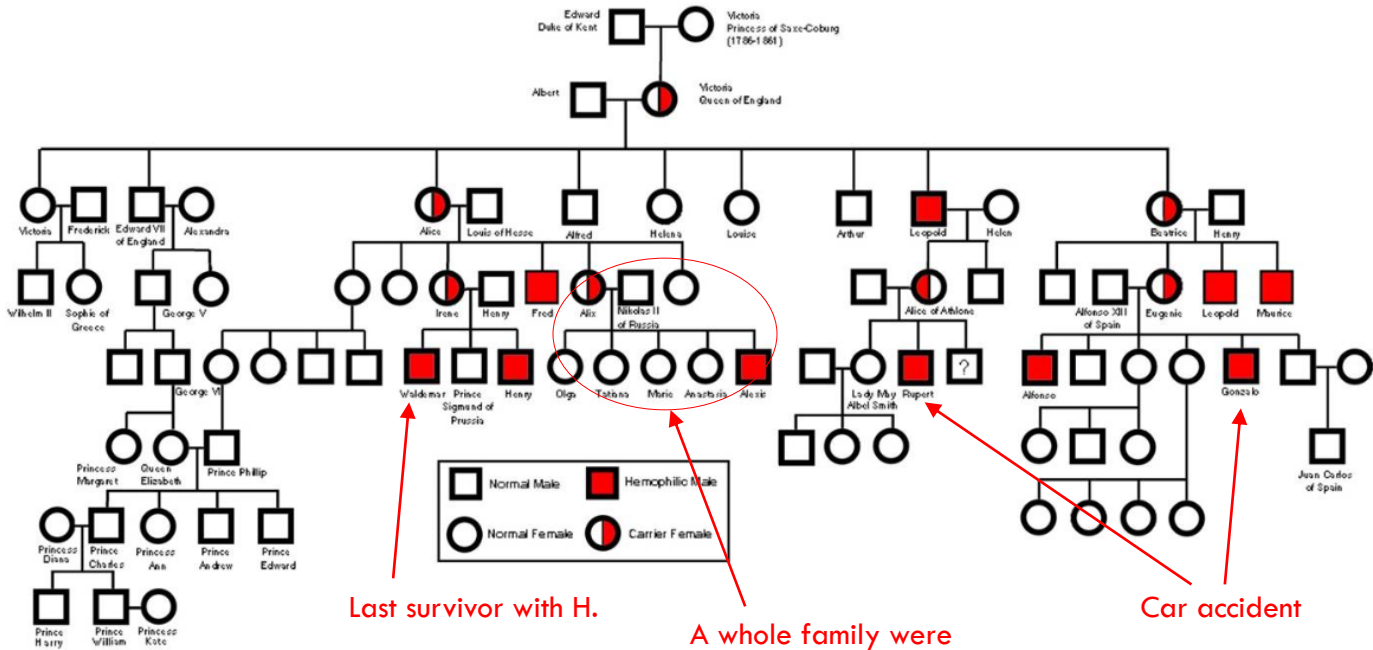 Edward
Duke of Kent
Victoria
Princess of Saxe-Coburg
(1786-1861)
Albert
Victoria
Queen of England
Victoria
Frederick
Edward VII
of England
Alexandra
Alice
Louis of Hesse
Alfred
Helena
Louise
Arthur
Leopold
Helen
Beatrice
Henry
Wilhelm II
Sophie of
Greece
George V
Irene
Henry
Fred
Alix
Nikolas II
of Russia
Alice of Athlone
Alfonso XIII
of Spain
Eugenie
Leopold
Maurice
George VI
Waldemar
Prince
Sigmund of
Prussia
Henry
Olga
Tatiana
Marie
Anastasia
Alexis
Lady May
Albel Smith
Rupert
?
Alfonso
Gonzalo
Princess
Margaret
Queen
Elizabeth
Prince Phillip
Juan Carlos
of Spain
Normal Male
Hemophilic Male
Normal Female
Carrier Female
Princess
Diana
Prince
Charles
Princess
Ann
Prince
Andrew
Prince
Edward
Prince
Harry
Prince
William
Princess
Kate
Last survivor with H.
A whole family were
Car accident